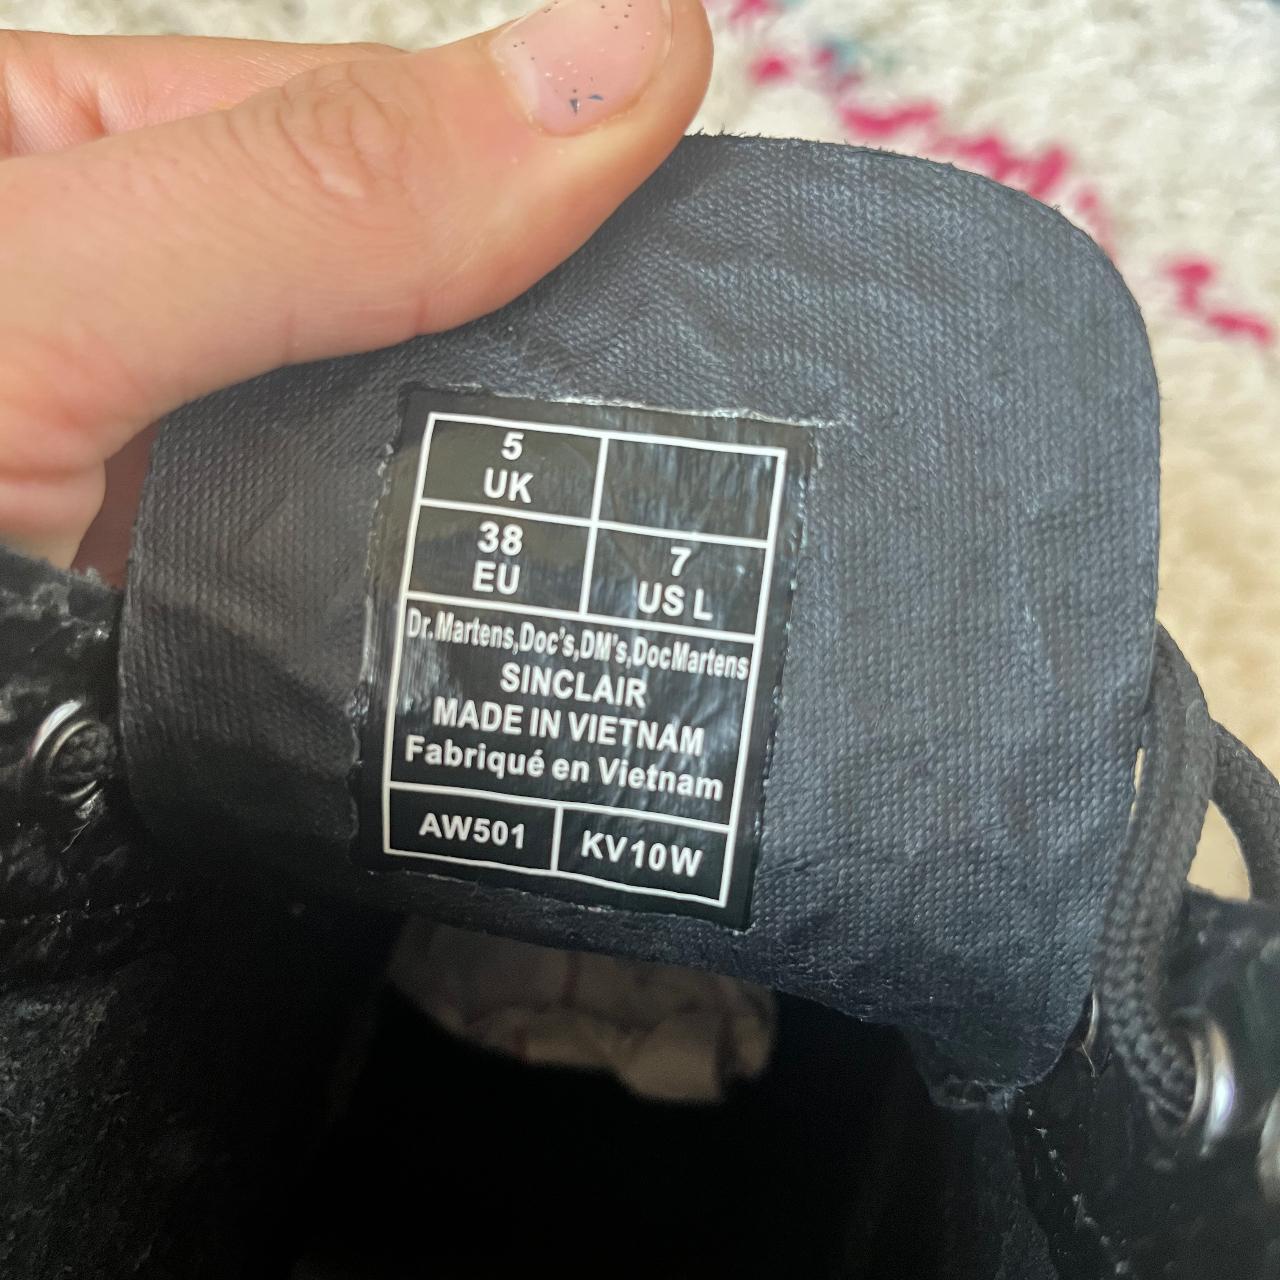 5
UK
38
EU
7
US L
Dr.Martens,Doc's,DM's,DocMartens
SINCLAIR
MADE IN VIETNAM
Fabriqué en Vietnam
AW501
KV10W